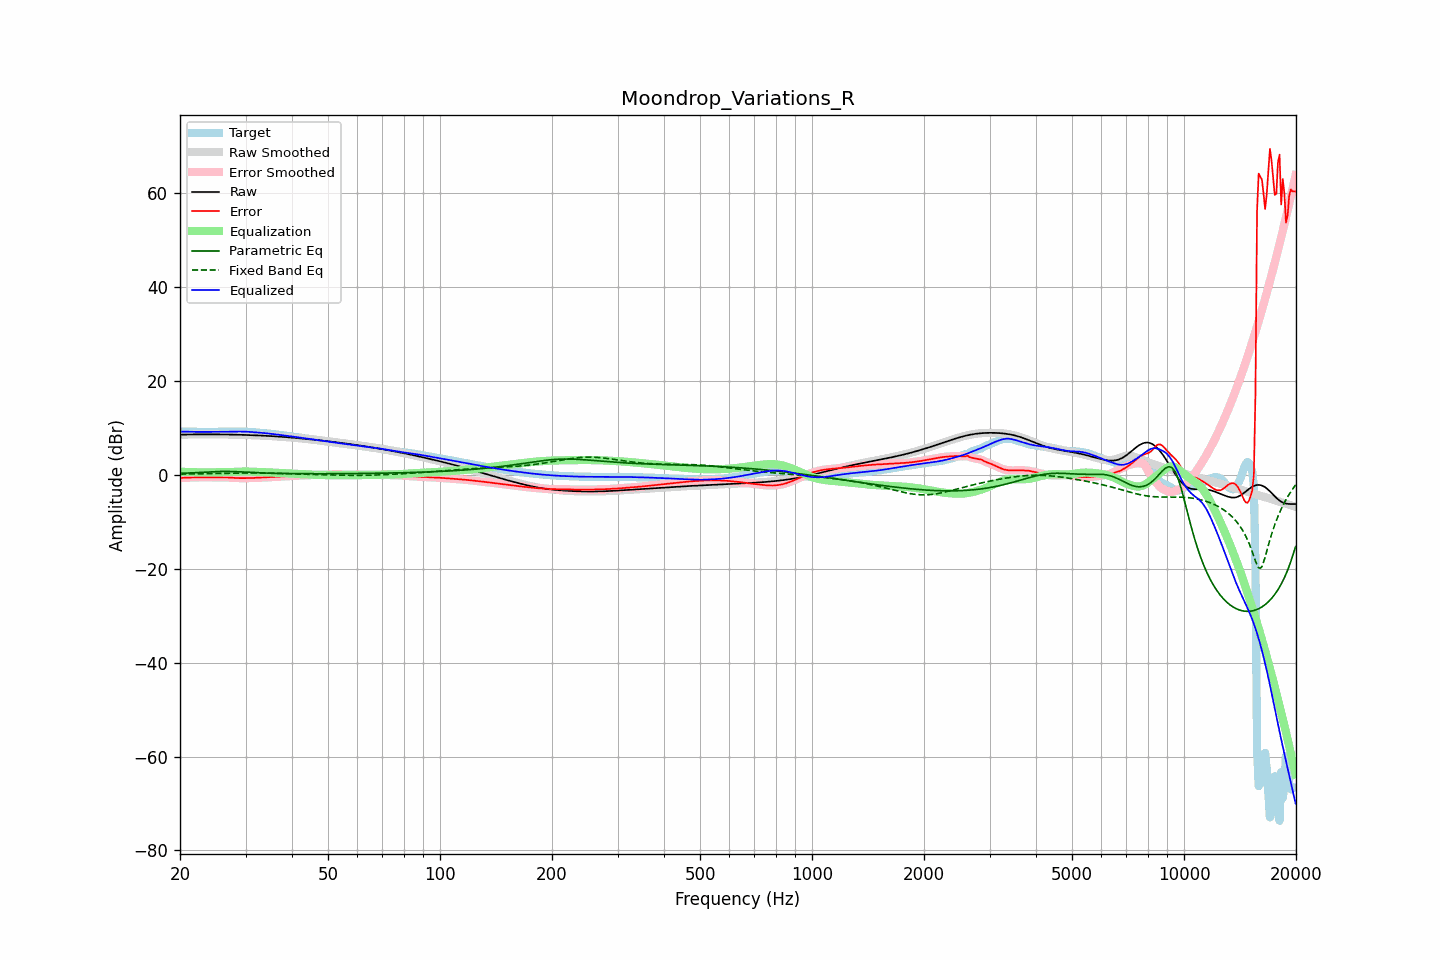 Moondrop_Variations_R
Target
Raw Smoothed
Error Smoothed
Raw
Error
Equalization
Parametric Eq
Fixed Band Eq
Equalized
60
40
20
0
−20
−40
−60
−80
Amplitude (dBr)
20 50 100 200 500 1000 2000 5000 10000 20000
Frequency (Hz)